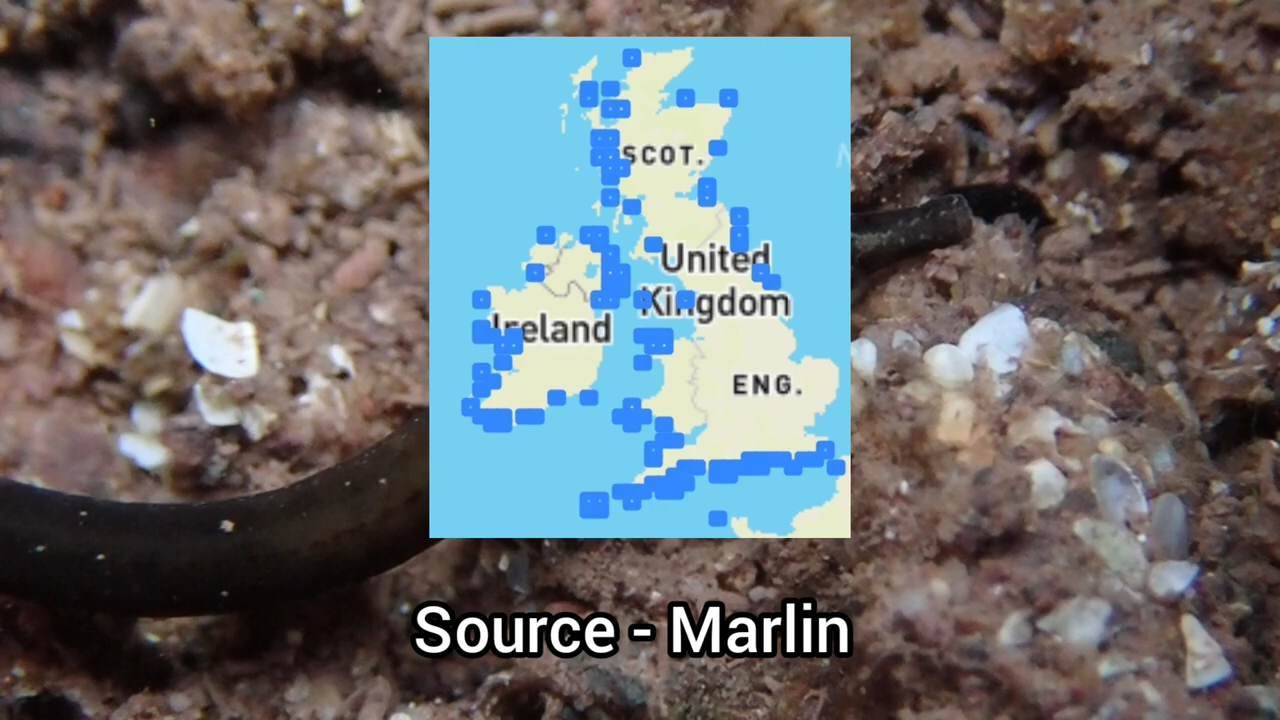 SCOT.
United
Kingdom
Ireland
ENG.
Source - Marlin